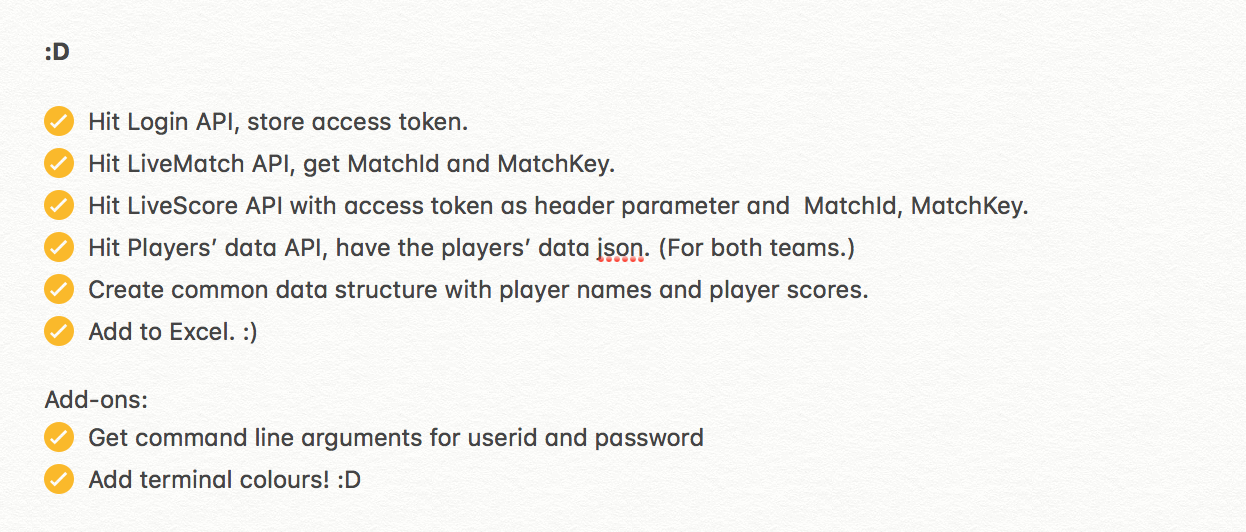 :D
Hit Login API, store access token.
Hit LiveMatch API, get MatchId and MatchKey.
Hit LiveScore API with access token as header parameter and  MatchId, MatchKey.
Hit Players’ data API, have the players’ data json. (For both teams.)
Create common data structure with player names and player scores.
Add to Excel. :)
Add-ons:
Get command line arguments for userid and password
Add terminal colours! :D